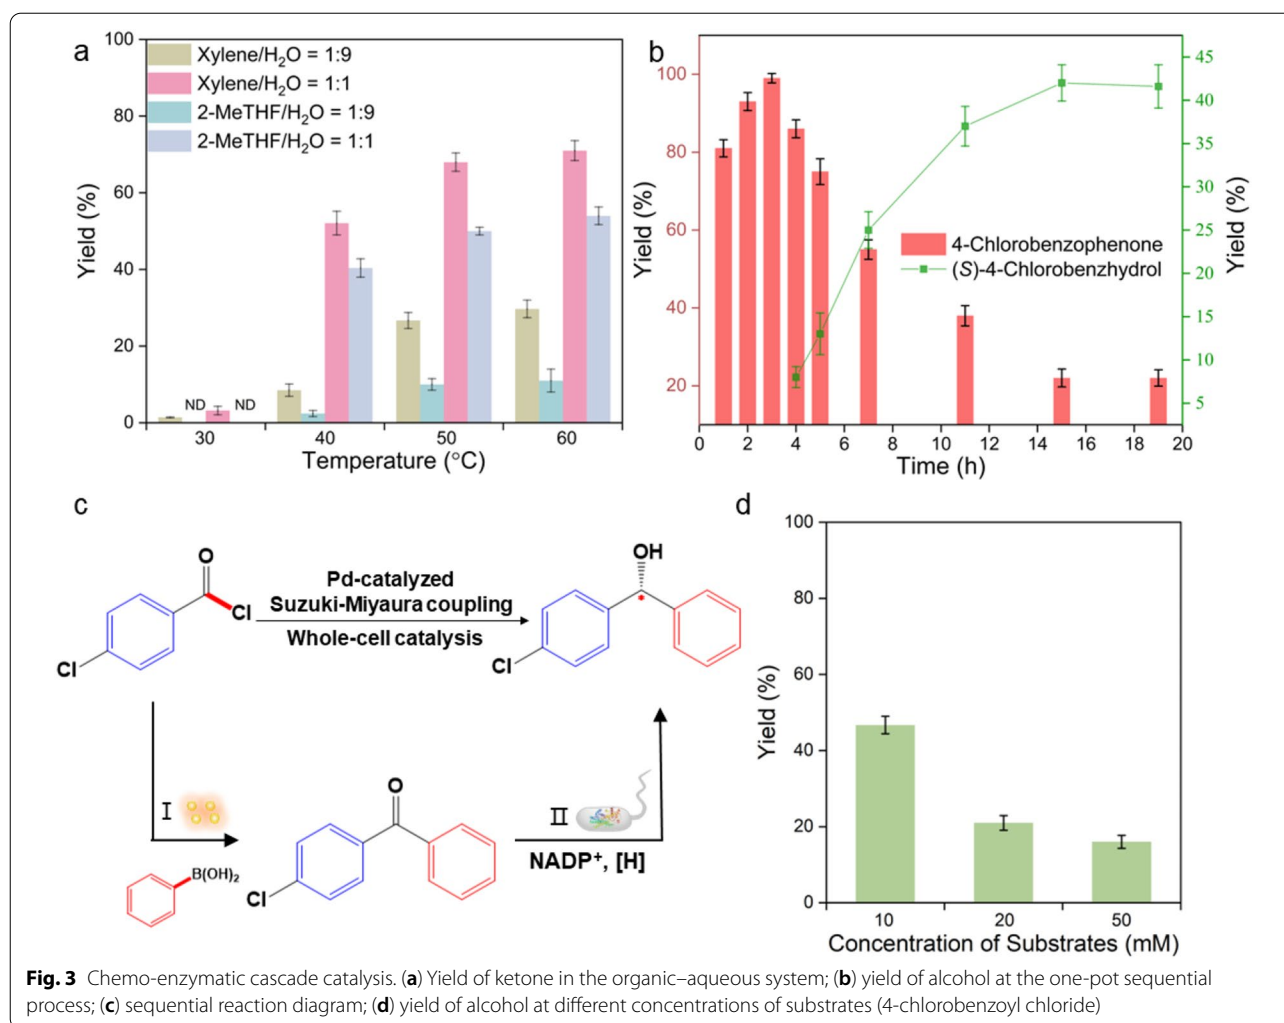 a
100
80
60
40
20
0
Yield (%)
Xylene/H₂O = 1:9
Xylene/H₂O = 1:1
2-MeTHF/H₂O = 1:9
2-MeTHF/H₂O = 1:1
ND
ND
30 40 50 60
Temperature (°C)
b
100
80
60
40
20
Yield (%)
45
40
35
30
25
20
15
10
5
Yield (%)
4-Chlorobenzophenone
(S)-4-Chlorobenzhydrol
0 2 4 6 8 10 12 14 16 18 20
Time (h)
c
O
Cl
Cl
Pd-catalyzed
Suzuki-Miyaura coupling
Whole-cell catalysis
OH
*
Cl
I
B(OH)₂
O
Cl
II
NADP⁺, [H]
d
100
80
60
40
20
0
Yield (%)
10 20 50
Concentration of Substrates (mM)
Fig. 3 Chemo-enzymatic cascade catalysis. (a) Yield of ketone in the organic–aqueous system; (b) yield of alcohol at the one-pot sequential
process; (c) sequential reaction diagram; (d) yield of alcohol at different concentrations of substrates (4-chlorobenzoyl chloride)